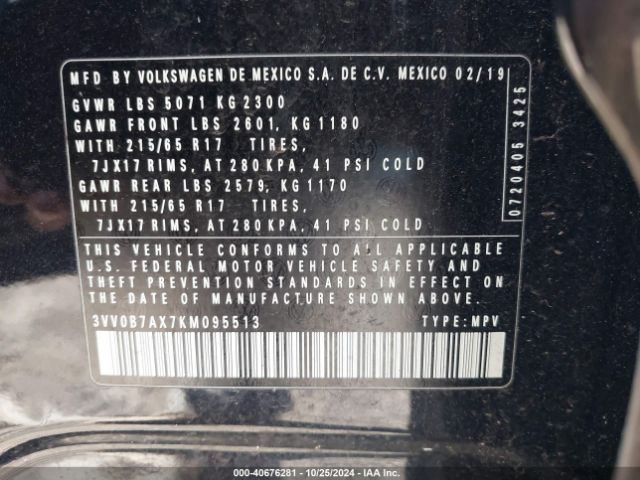 MFD BY VOLKSWAGEN DE MEXICO S.A. DE C.V. MEXICO 02/19
GVWR LBS 5071 KG 2300
GAWR FRONT LBS 2601, KG 1180
WITH 215/65 R17 TIRES,
7JX17 RIMS, AT 280 KPA, 41 PSI COLD
GAWR REAR LBS 2579, KG 1170
WITH 215/65 R17 TIRES,
7JX17 RIMS, AT 280 KPA, 41 PSI COLD
THIS VEHICLE CONFORMS TO ALL APPLICABLE
U.S. FEDERAL MOTOR VEHICLE SAFETY AND
THEFT PREVENTION STANDARDS IN EFFECT ON
THE DATE OF MANUFACTURE SHOWN ABOVE.
3VV0B7AX7KM095513 TYPE: MPV
0720405 3425
000-40676281 - 10/25/2024 - IAA Inc.